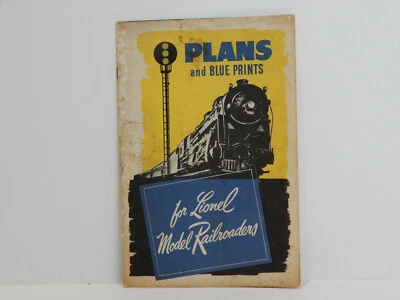 PLANS
and BLUE PRINTS
for Lionel
Model Railroaders